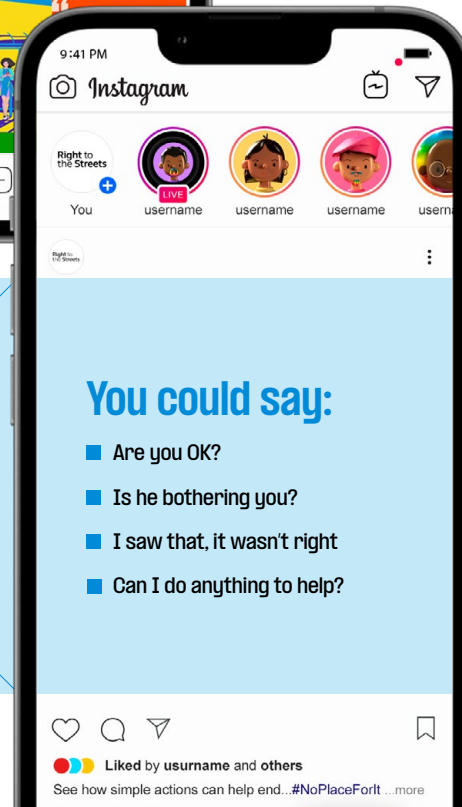 9:41 PM
Instagram
Right to
the Streets
LIVE
You
username
username
username
usern
Right to
the Streets
You could say:
Are you OK?
Is he bothering you?
I saw that, it wasn't right
Can I do anything to help?
Liked by usurname and others
See how simple actions can help end...#NoPlaceForIt ...more